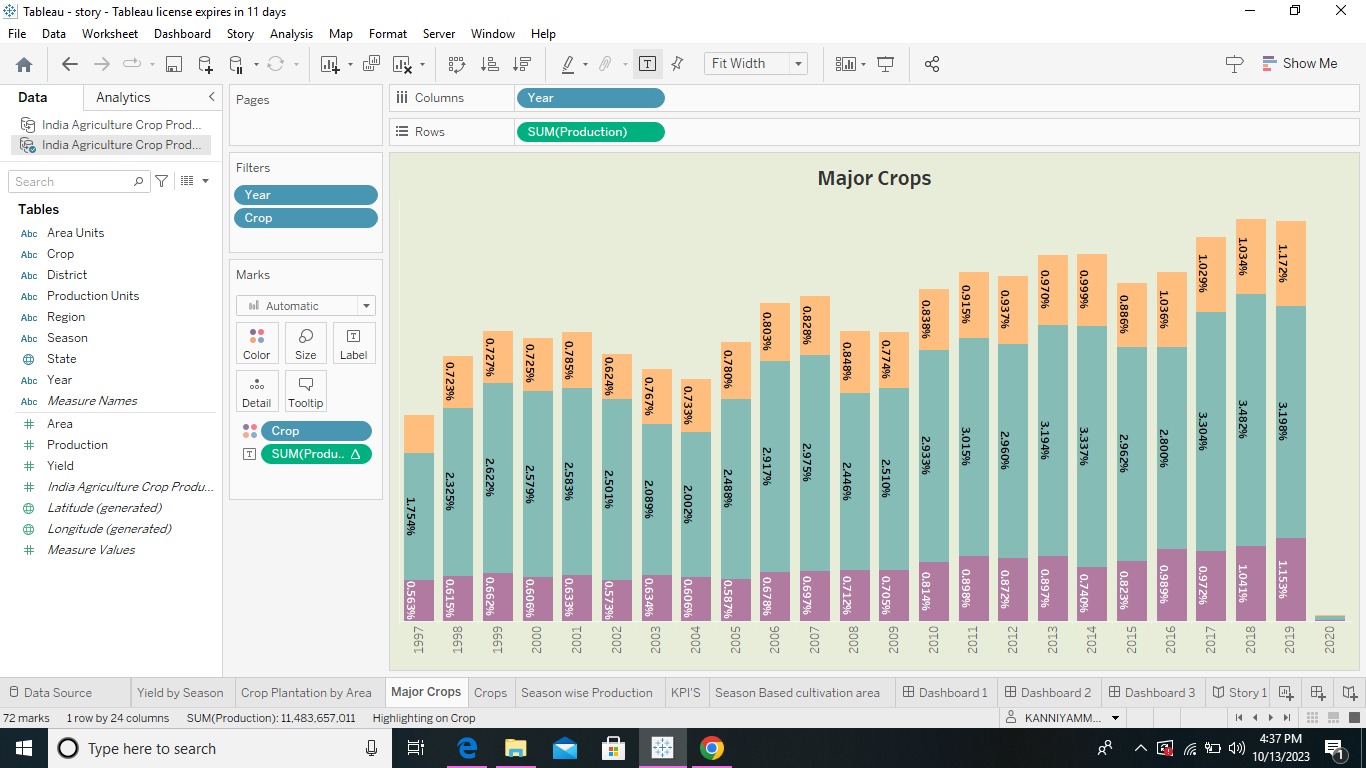 Tableau - story - Tableau license expires in 11 days
File Data Worksheet Dashboard Story Analysis Map Format Server Window Help
Fit Width
Show Me
Data Analytics
India Agriculture Crop Prod...
India Agriculture Crop Prod...
Search
Tables
Abc Area Units
Abc Crop
Abc District
Abc Production Units
Abc Region
Abc Season
State
Abc Year
Abc Measure Names
# Area
# Production
# Yield
# India Agriculture Crop Produ...
Latitude (generated)
Longitude (generated)
# Measure Values
Pages
Filters
Year
Crop
Marks
Automatic
Color Size Label
Detail Tooltip
Crop
SUM(Produ.. Δ
Columns Year
Rows SUM(Production)
Major Crops
0.723% 0.727% 0.725% 0.785% 0.624% 0.767% 0.733% 0.780% 0.803% 0.828% 0.848% 0.774% 0.838% 0.915% 0.937% 0.970% 0.999% 0.886% 1.036% 1.029% 1.034% 1.172%
1.754% 2.325% 2.622% 2.579% 2.583% 2.501% 2.089% 2.002% 2.488% 2.917% 2.975% 2.446% 2.510% 2.933% 3.015% 2.960% 3.194% 3.337% 2.962% 2.800% 3.304% 3.482% 3.198%
0.563% 0.615% 0.662% 0.606% 0.633% 0.573% 0.634% 0.606% 0.587% 0.678% 0.697% 0.712% 0.705% 0.814% 0.898% 0.872% 0.897% 0.740% 0.823% 0.989% 0.972% 1.041% 1.153%
1997 1998 1999 2000 2001 2002 2003 2004 2005 2006 2007 2008 2009 2010 2011 2012 2013 2014 2015 2016 2017 2018 2019 2020
Data Source Yield by Season Crop Plantation by Area Major Crops Crops Season wise Production KPI'S Season Based cultivation area Dashboard 1 Dashboard 2 Dashboard 3 Story 1
72 marks 1 row by 24 columns SUM(Production): 11,483,657,011 Highlighting on Crop KANNIYAMM...
Type here to search
4:37 PM
10/13/2023
1